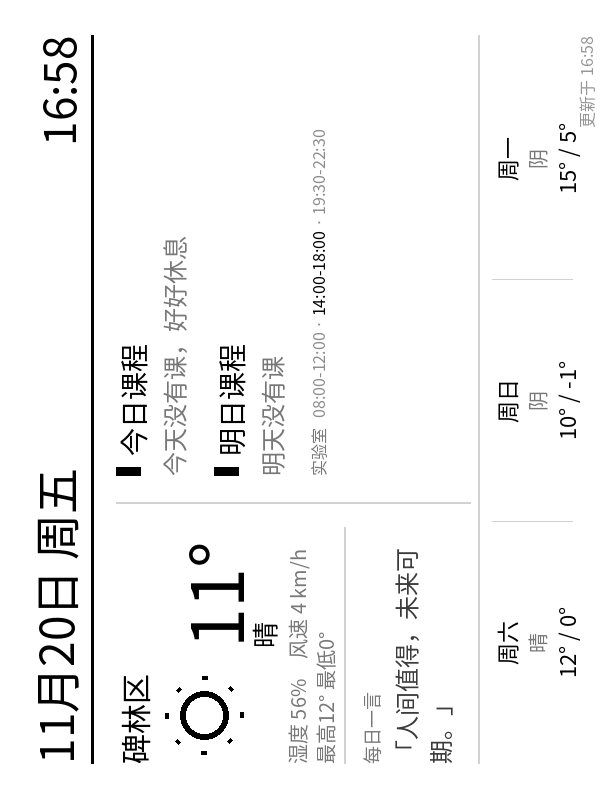 11月20日 周五
16:58
碑林区
11°
晴
湿度 56% 风速 4 km/h
最高12° 最低0°
每日一言
「人间值得，未来可
期。」
今日课程
今天没有课，好好休息
明日课程
明天没有课
实验室 08:00-12:00 · 14:00-18:00 · 19:30-22:30
周六
晴
12° / 0°
周日
阴
10° / -1°
周一
阴
15° / 5°
更新于 16:58